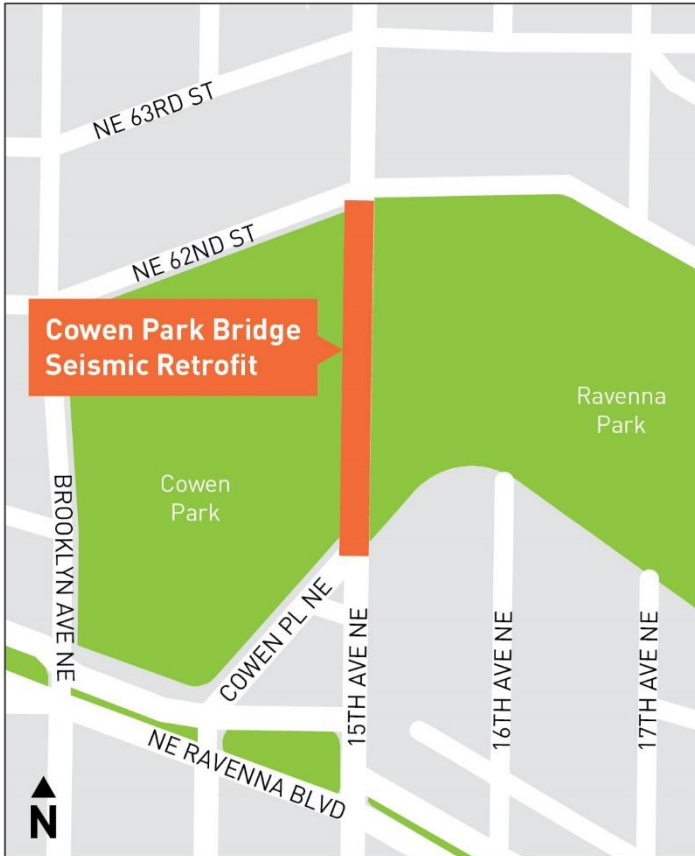 NE 63RD ST
NE 62ND ST
Cowen Park Bridge
Seismic Retrofit
Ravenna
Park
Cowen
Park
BROOKLYN AVE NE
COWEN PL NE
15TH AVE NE
16TH AVE NE
17TH AVE NE
NE RAVENNA BLVD
N